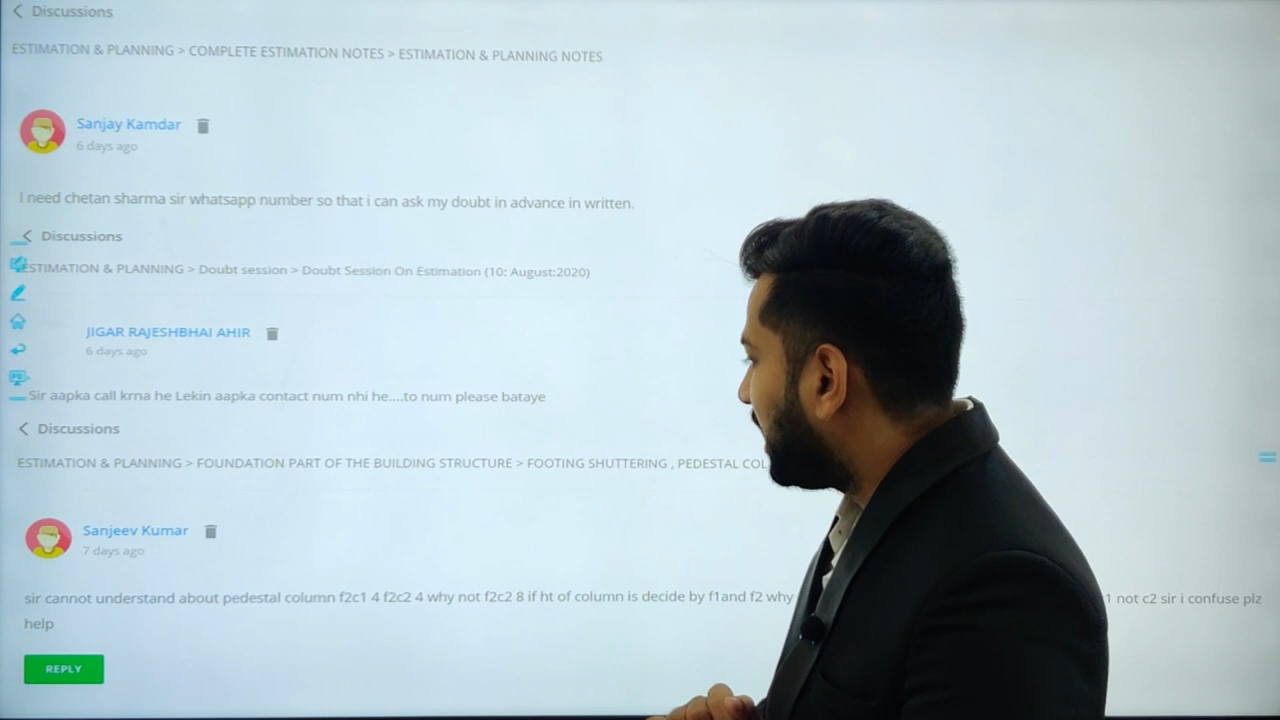 Discussions
ESTIMATION & PLANNING > COMPLETE ESTIMATION NOTES > ESTIMATION & PLANNING NOTES
Sanjay Kamdar
6 days ago
I need chetan sharma sir whatsapp number so that i can ask my doubt in advance in written.
Discussions
ESTIMATION & PLANNING > Doubt session > Doubt Session On Estimation (10: August:2020)
JIGAR RAJESHBHAI AHIR
6 days ago
Sir aapka call krna he Lekin aapka contact num nhi he....to num please bataye
Discussions
ESTIMATION & PLANNING > FOUNDATION PART OF THE BUILDING STRUCTURE > FOOTING SHUTTERING , PEDESTAL COL
Sanjeev Kumar
7 days ago
sir cannot understand about pedestal column f2c1 4 f2c2 4 why not f2c2 8 if ht of column is decide by f1and f2 why 1 not c2 sir i confuse plz
help
REPLY